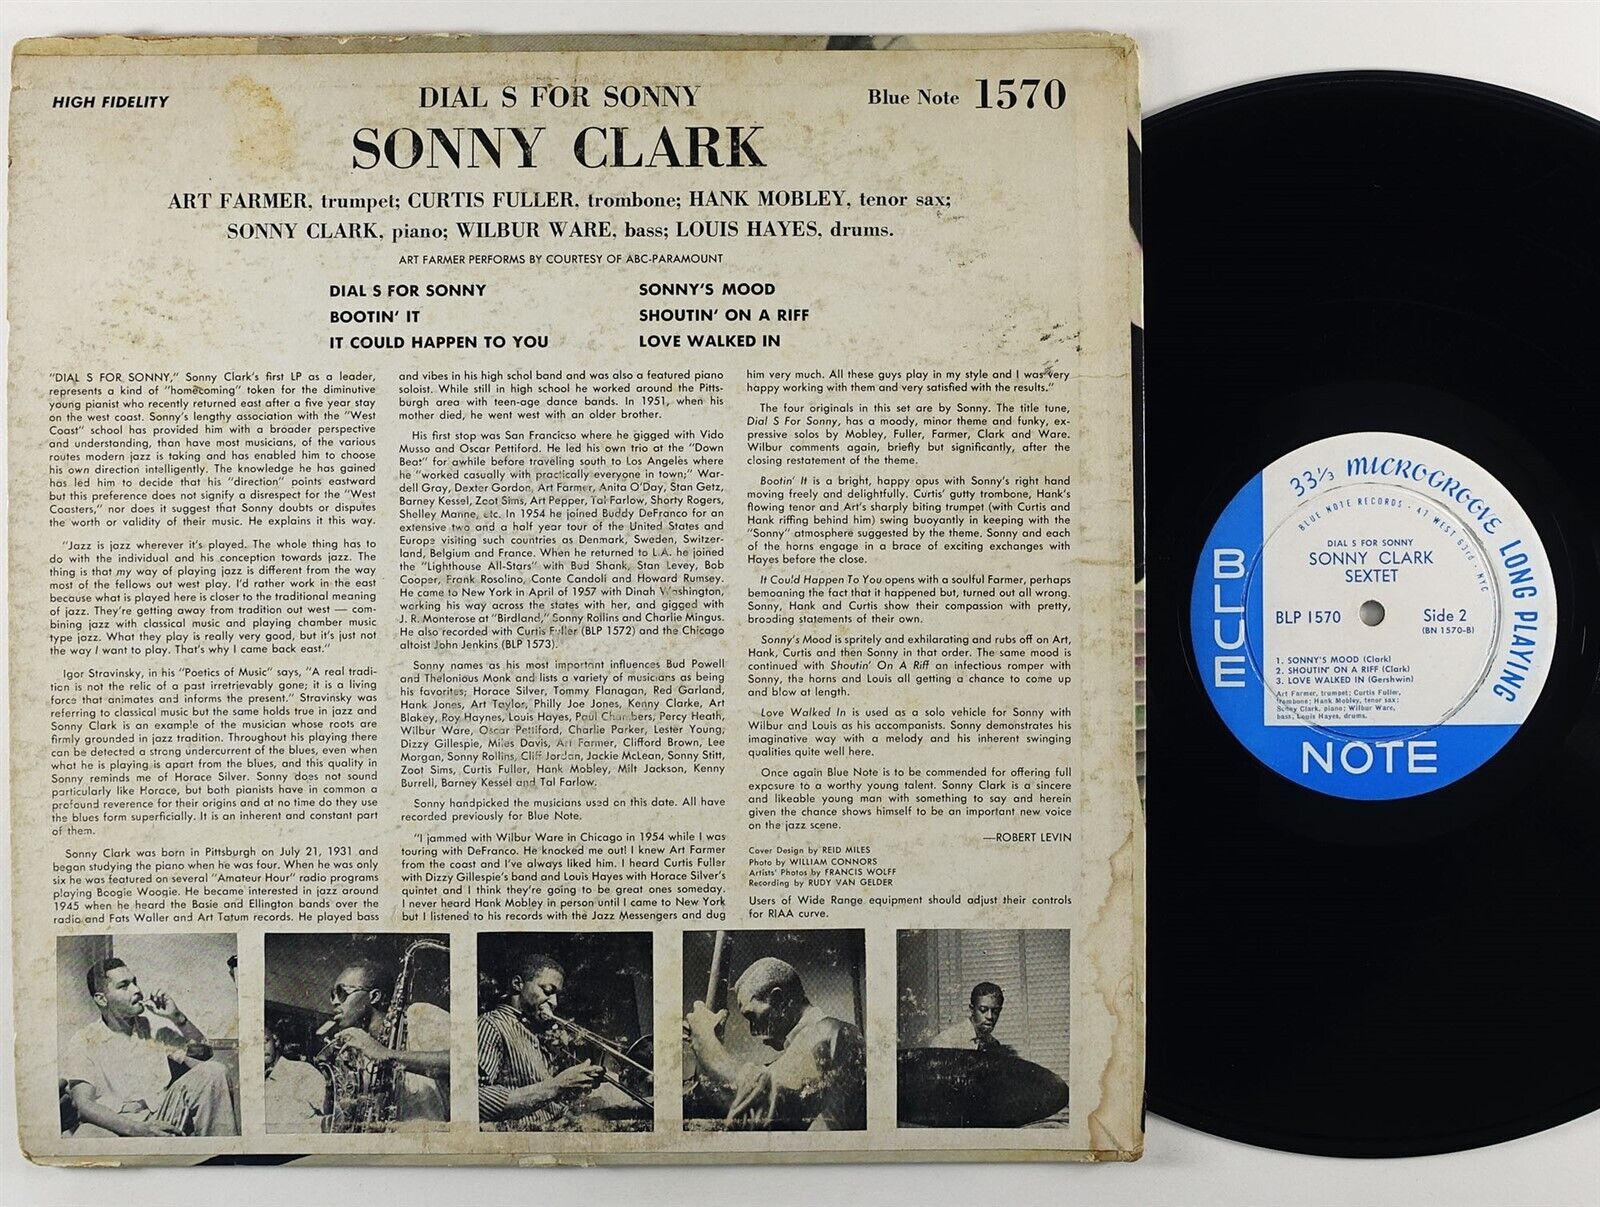 HIGH FIDELITY
DIAL S FOR SONNY
Blue Note 1570
SONNY CLARK
ART FARMER, trumpet; CURTIS FULLER, trombone; HANK MOBLEY, tenor sax;
SONNY CLARK, piano; WILBUR WARE, bass; LOUIS HAYES, drums.
ART FARMER PERFORMS BY COURTESY OF ABC-PARAMOUNT
DIAL S FOR SONNY
BOOTIN' IT
IT COULD HAPPEN TO YOU
SONNY'S MOOD
SHOUTIN' ON A RIFF
LOVE WALKED IN
"DIAL S FOR SONNY," Sonny Clark's first LP as a leader,
represents a kind of "homecoming" token for the diminutive
young pianist who recently returned east after a five year stay
on the west coast. Sonny's lengthy association with the "West
Coast" school has provided him with a broader perspective
and understanding, than have most musicians, of the various
routes modern jazz is taking and has enabled him to choose
his own direction intelligently. The knowledge he has gained
has led him to decide that his "direction" points eastward
but this preference does not signify a disrespect for the "West
Coasters," nor does it suggest that Sonny doubts or disputes
the worth or validity of their music. He explains it this way.
"Jazz is jazz wherever it's played. The whole thing has to
do with the individual and his conception towards jazz. The
thing is that my way of playing jazz is different from the way
most of the fellows out west play. I'd rather work in the east
because what is played here is closer to the traditional meaning
of jazz. They're getting away from tradition out west — com-
bining jazz with classical music and playing chamber music
type jazz. What they play is really very good, but it's just not
the way I want to play. That's why I came back east."
Igor Stravinsky, in his "Poetics of Music" says, "A real tradi-
tion is not the relic of a past irretrievably gone; it is a living
force that animates and informs the present." Stravinsky was
referring to classical music but the same holds true in jazz and
Sonny Clark is an example of the musician whose roots are
firmly grounded in jazz tradition. Throughout his playing there
can be detected a strong undercurrent of the blues, even when
what he is playing is apart from the blues, and this quality in
Sonny reminds me of Horace Silver. Sonny does not sound
particularly like Horace, but both pianists have in common a
profound reverence for their origins and at no time do they use
the blues form superficially. It is an inherent and constant part
of them.
Sonny Clark was born in Pittsburgh on July 21, 1931 and
began studying the piano when he was four. When he was only
six he was featured on several "Amateur Hour" radio programs
playing Boogie Woogie. He became interested in jazz around
1945 when he heard the Basie and Ellington bands over the
radio and Fats Waller and Art Tatum records. He played bass
and vibes in his high schol band and was also a featured piano
soloist. While still in high school he worked around the Pitts-
burgh area with teen-age dance bands. In 1951, when his
mother died, he went west with an older brother.
His first stop was San Francicso where he gigged with Vido
Musso and Oscar Pettiford. He led his own trio at the "Down
Beat" for awhile before traveling south to Los Angeles where
he "worked casually with practically everyone in town;" War-
dell Gray, Dexter Gordon, Art Farmer, Anita O'Day, Stan Getz,
Barney Kessel, Zoot Sims, Art Pepper, Tal Farlow, Shorty Rogers,
Shelley Manne, etc. In 1954 he joined Buddy DeFranco for an
extensive two and a half year tour of the United States and
Europe visiting such countries as Denmark, Sweden, Switzer-
land, Belgium and France. When he returned to L.A. he joined
the "Lighthouse All-Stars" with Bud Shank, Stan Levey, Bob
Cooper, Frank Rosolino, Conte Candoli and Howard Rumsey.
He came to New York in April of 1957 with Dinah Washington,
working his way across the states with her, and gigged with
J. R. Monterose at "Birdland," Sonny Rollins and Charlie Mingus.
He also recorded with Curtis Fuller (BLP 1572) and the Chicago
altoist John Jenkins (BLP 1573).
Sonny names as his most important influences Bud Powell
and Thelonious Monk and lists a variety of musicians as being
his favorites; Horace Silver, Tommy Flanagan, Red Garland,
Hank Jones, Art Taylor, Philly Joe Jones, Kenny Clarke, Art
Blakey, Roy Haynes, Louis Hayes, Paul Chambers, Percy Heath,
Wilbur Ware, Oscar Pettiford, Charlie Parker, Lester Young,
Dizzy Gillespie, Miles Davis, Art Farmer, Clifford Brown, Lee
Morgan, Sonny Rollins, Cliff Jordan, Jackie McLean, Sonny Stitt,
Zoot Sims, Curtis Fuller, Hank Mobley, Milt Jackson, Kenny
Burrell, Barney Kessel and Tal Farlow.
Sonny handpicked the musicians used on this date. All have
recorded previously for Blue Note.
"I jammed with Wilbur Ware in Chicago in 1954 while I was
touring with DeFranco. He knocked me out! I knew Art Farmer
from the coast and I've always liked him. I heard Curtis Fuller
with Dizzy Gillespie's band and Louis Hayes with Horace Silver's
quintet and I think they're going to be great ones someday.
I never heard Hank Mobley in person until I came to New York
but I listened to his records with the Jazz Messengers and dug
him very much. All these guys play in my style and I was very
happy working with them and very satisfied with the results."
The four originals in this set are by Sonny. The title tune,
Dial S For Sonny, has a moody, minor theme and funky, ex-
pressive solos by Mobley, Fuller, Farmer, Clark and Ware.
Wilbur comments again, briefly but significantly, after the
closing restatement of the theme.
Bootin' It is a bright, happy opus with Sonny's right hand
moving freely and delightfully. Curtis' gutty trombone, Hank's
flowing tenor and Art's sharply biting trumpet (with Curtis and
Hank riffing behind him) swing buoyantly in keeping with the
"Sonny" atmosphere suggested by the theme. Sonny and each
of the horns engage in a brace of exciting exchanges with
Hayes before the close.
It Could Happen To You opens with a soulful Farmer, perhaps
bemoaning the fact that it happened but, turned out all wrong.
Sonny, Hank and Curtis show their compassion with pretty,
brooding statements of their own.
Sonny's Mood is spritely and exhilarating and rubs off on Art,
Hank, Curtis and then Sonny in that order. The same mood is
continued with Shoutin' On A Riff an infectious romper with
Sonny, the horns and Louis all getting a chance to come up
and blow at length.
Love Walked In is used as a solo vehicle for Sonny with
Wilbur and Louis as his accompanists. Sonny demonstrates his
imaginative way with a melody and his inherent swinging
qualities quite well here.
Once again Blue Note is to be commended for offering full
exposure to a worthy young talent. Sonny Clark is a sincere
and likeable young man with something to say and herein
given the chance shows himself to be an important new voice
on the jazz scene.
—ROBERT LEVIN
Cover Design by REID MILES
Photo by WILLIAM CONNORS
Artists' Photos by FRANCIS WOLFF
Recording by RUDY VAN GELDER
Users of Wide Range equipment should adjust their controls
for RIAA curve.
33⅓ MICROGROOVE LONG PLAYING
BLUE NOTE RECORDS · 47 WEST 63rd · NYC
DIAL S FOR SONNY
SONNY CLARK
SEXTET
BLP 1570
Side 2
(BN 1570-B)
1. SONNY'S MOOD (Clark)
2. SHOUTIN' ON A RIFF (Clark)
3. LOVE WALKED IN (Gershwin)
Art Farmer, trumpet; Curtis Fuller,
trombone; Hank Mobley, tenor sax;
Sonny Clark, piano; Wilbur Ware,
bass; Louis Hayes, drums.
BLUE
NOTE